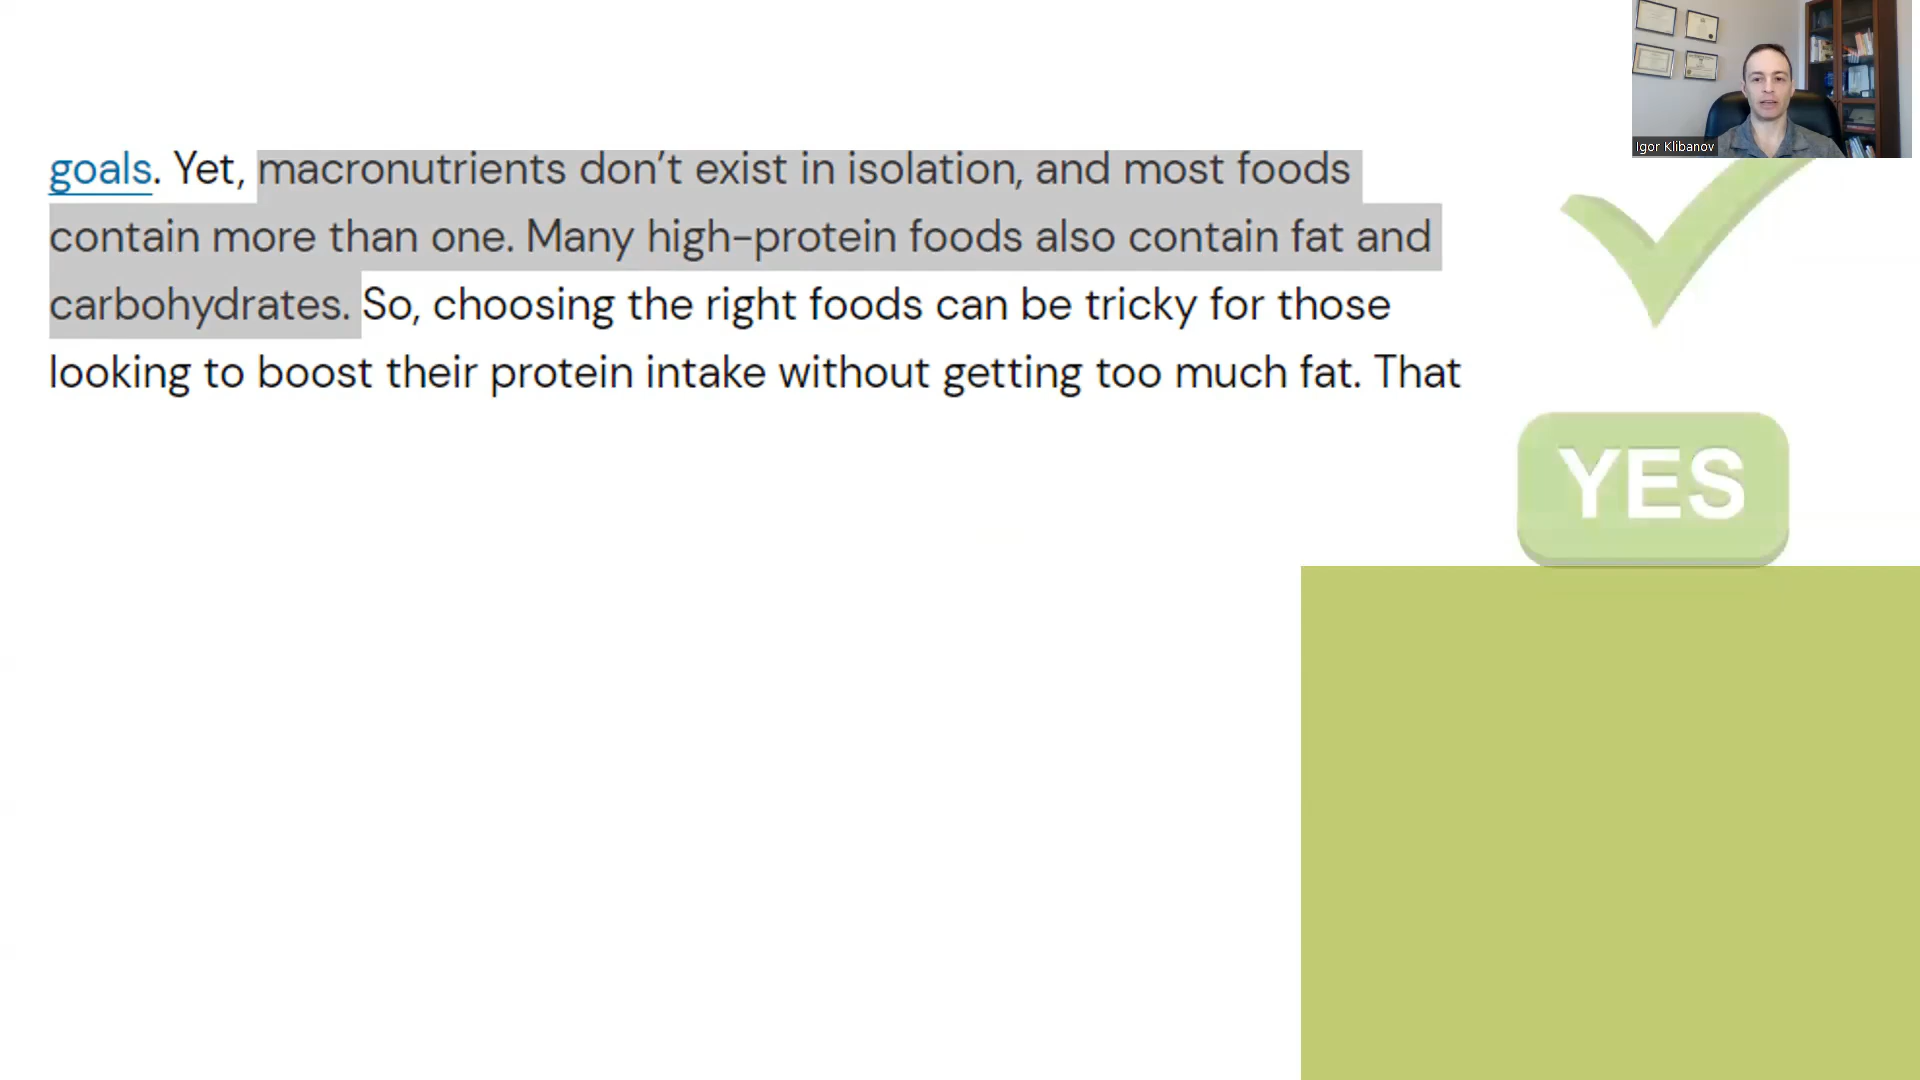 Igor Klibanov
goals. Yet, macronutrients don’t exist in isolation, and most foods
contain more than one. Many high-protein foods also contain fat and
carbohydrates. So, choosing the right foods can be tricky for those
looking to boost their protein intake without getting too much fat. That
YES